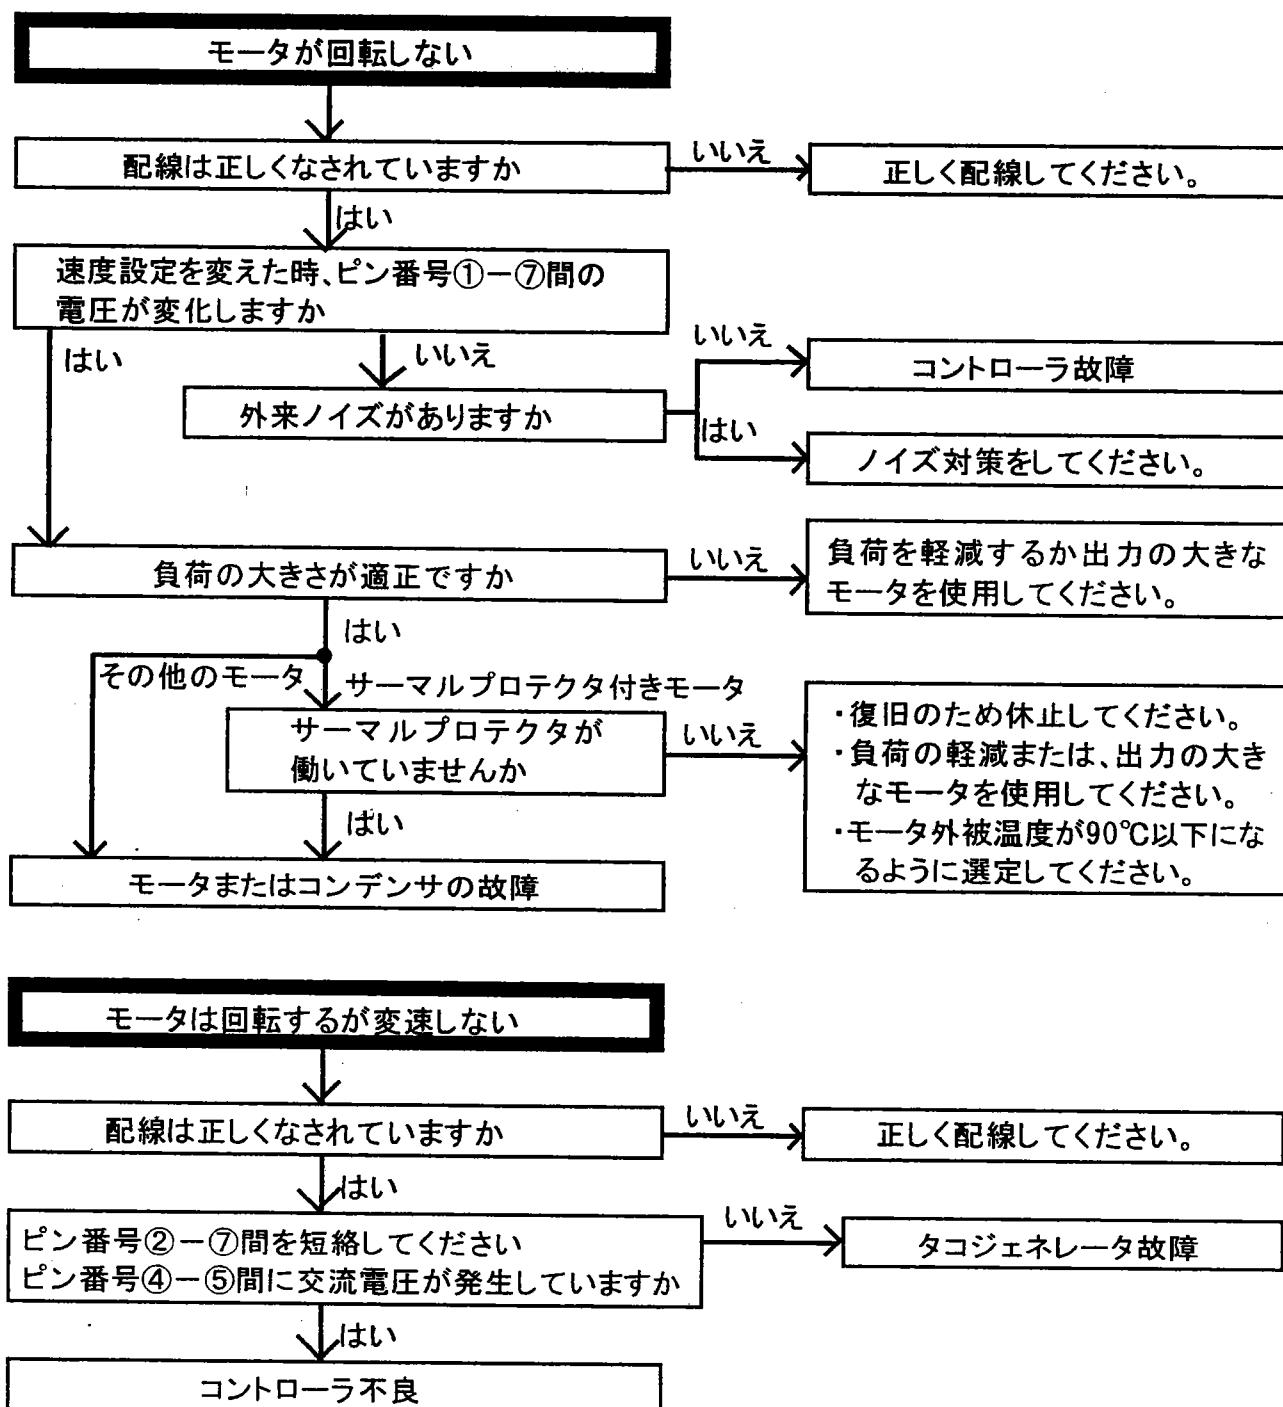 モータが回転しない
配線は正しくなされていますか
いいえ
正しく配線してください。
はい
速度設定を変えた時、ピン番号①－⑦間の
電圧が変化しますか
はい
いいえ
外来ノイズがありますか
いいえ
コントローラ故障
はい
ノイズ対策をしてください。
負荷の大きさが適正ですか
いいえ
負荷を軽減するか出力の大きな
モータを使用してください。
はい
その他のモータ
サーマルプロテクタ付きモータ
サーマルプロテクタが
働いていませんか
いいえ
・復旧のため休止してください。
・負荷の軽減または、出力の大き
なモータを使用してください。
・モータ外被温度が90℃以下にな
るように選定してください。
はい
モータまたはコンデンサの故障
モータは回転するが変速しない
配線は正しくなされていますか
いいえ
正しく配線してください。
はい
ピン番号②－⑦間を短絡してください
ピン番号④－⑤間に交流電圧が発生していますか
いいえ
タコジェネレータ故障
はい
コントローラ不良